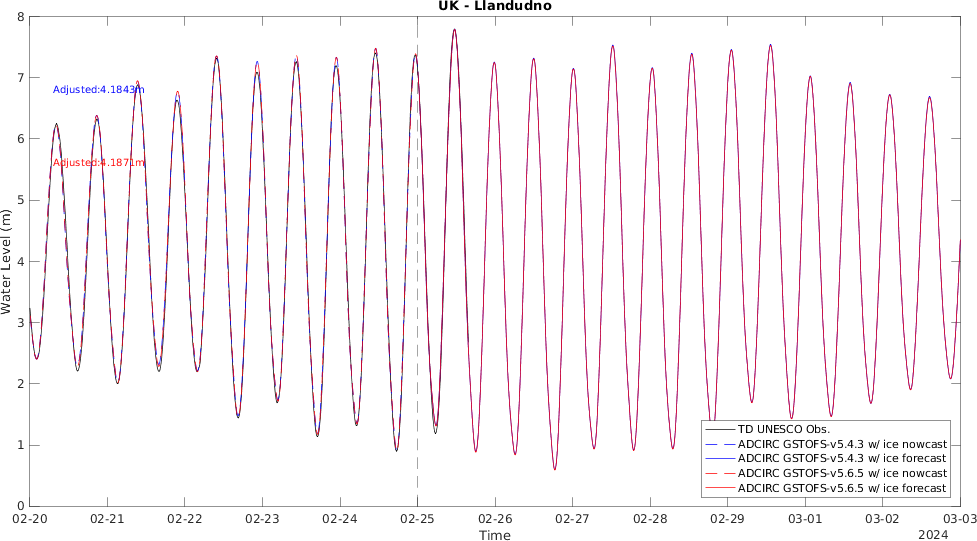 UK - Llandudno
8
7
6
5
4
3
2
1
0
Water Level (m)
Adjusted:4.1843m
Adjusted:4.1871m
TD UNESCO Obs.
ADCIRC GSTOFS-v5.4.3 w/ ice nowcast
ADCIRC GSTOFS-v5.4.3 w/ ice forecast
ADCIRC GSTOFS-v5.6.5 w/ ice nowcast
ADCIRC GSTOFS-v5.6.5 w/ ice forecast
02-20 02-21 02-22 02-23 02-24 02-25 02-26 02-27 02-28 02-29 03-01 03-02 03-03
Time
2024